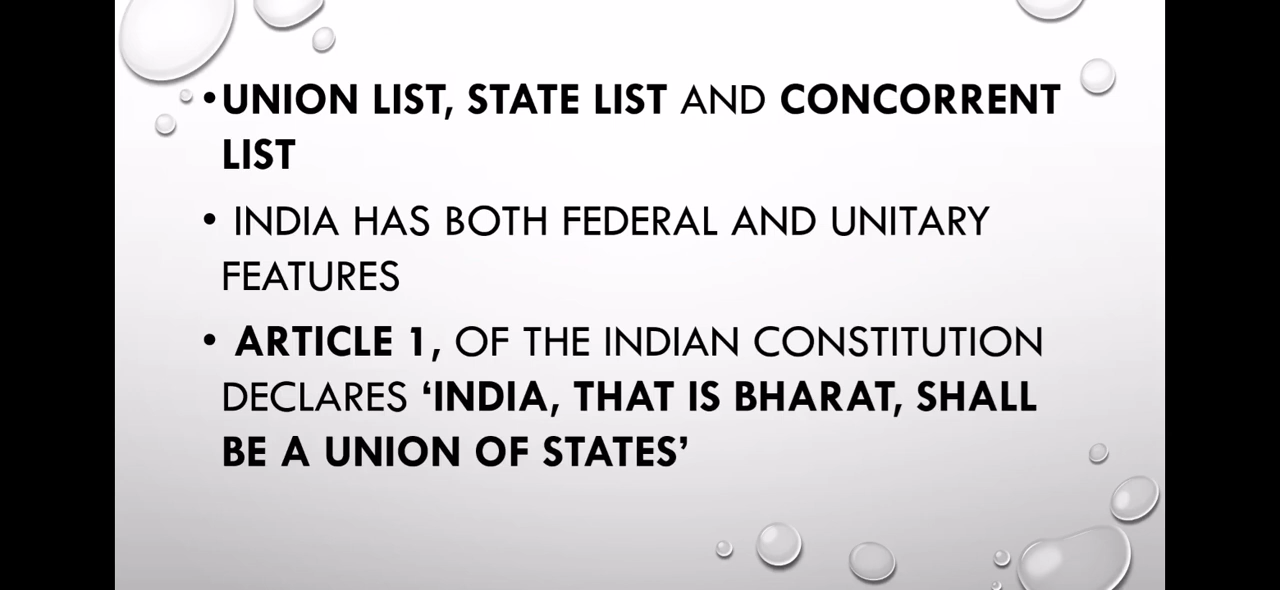 •UNION LIST, STATE LIST AND CONCORRENT
LIST
• INDIA HAS BOTH FEDERAL AND UNITARY
FEATURES
• ARTICLE 1, OF THE INDIAN CONSTITUTION
DECLARES ‘INDIA, THAT IS BHARAT, SHALL
BE A UNION OF STATES’